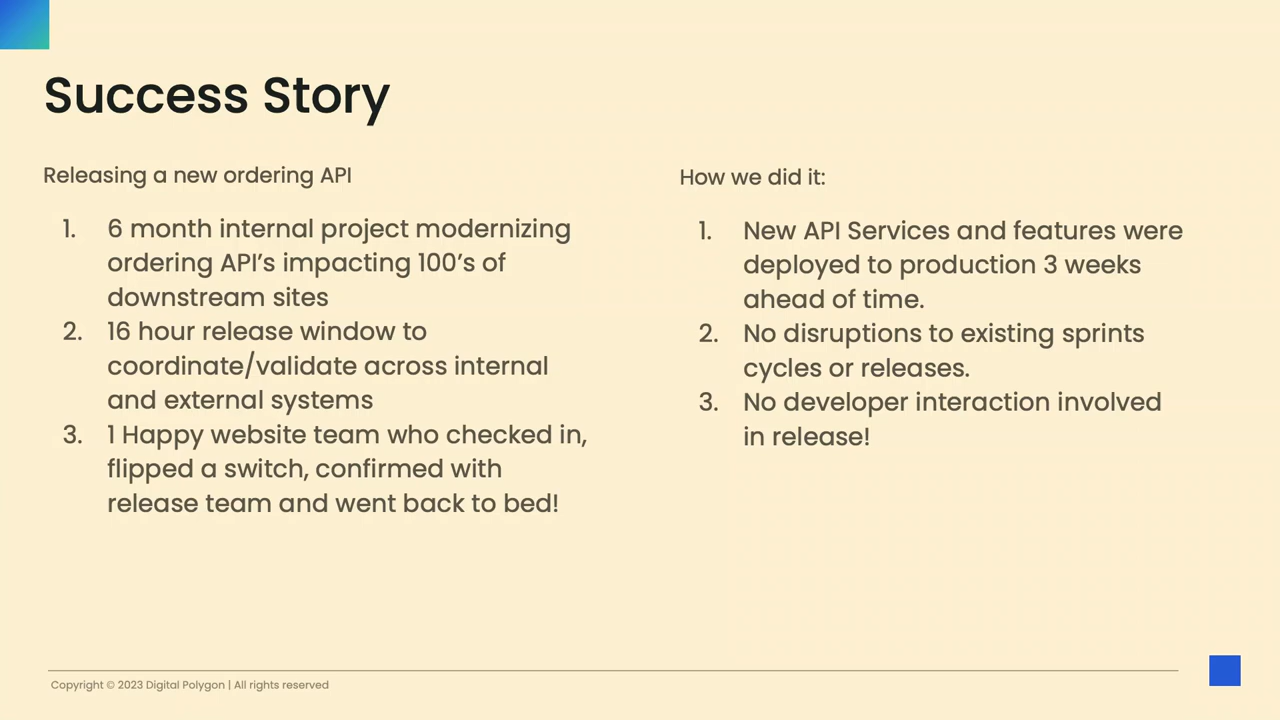 Success Story
Releasing a new ordering API
1. 6 month internal project modernizing
ordering API's impacting 100's of
downstream sites
2. 16 hour release window to
coordinate/validate across internal
and external systems
3. 1 Happy website team who checked in,
flipped a switch, confirmed with
release team and went back to bed!
How we did it:
1. New API Services and features were
deployed to production 3 weeks
ahead of time.
2. No disruptions to existing sprints
cycles or releases.
3. No developer interaction involved
in release!
Copyright © 2023 Digital Polygon | All rights reserved